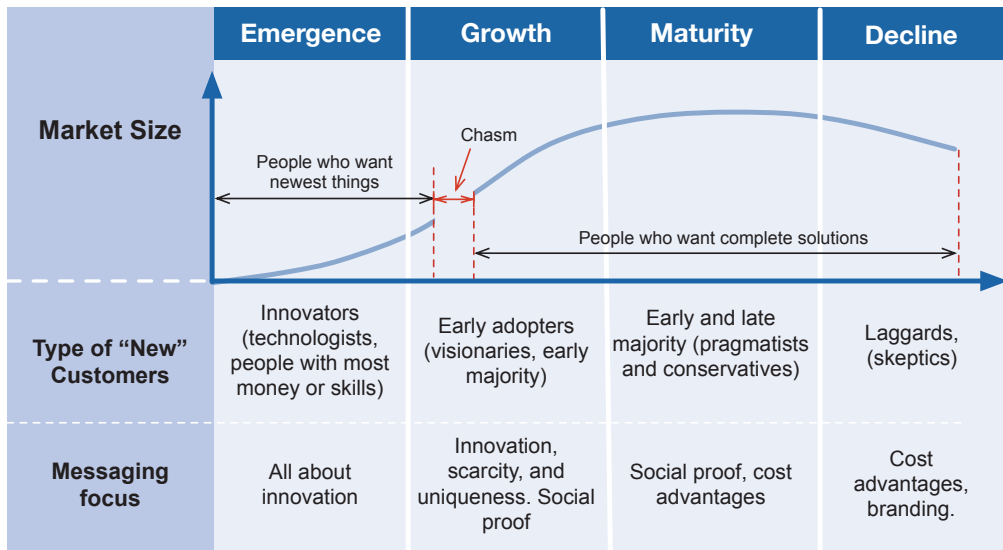 Emergence
Growth
Maturity
Decline
Market Size
Chasm
People who want
newest things
People who want complete solutions
Type of “New”
Customers
Innovators
(technologists,
people with most
money or skills)
Early adopters
(visionaries, early
majority)
Early and late
majority (pragmatists
and conservatives)
Laggards,
(skeptics)
Messaging
focus
All about
innovation
Innovation,
scarcity, and
uniqueness. Social
proof
Social proof, cost
advantages
Cost
advantages,
branding.